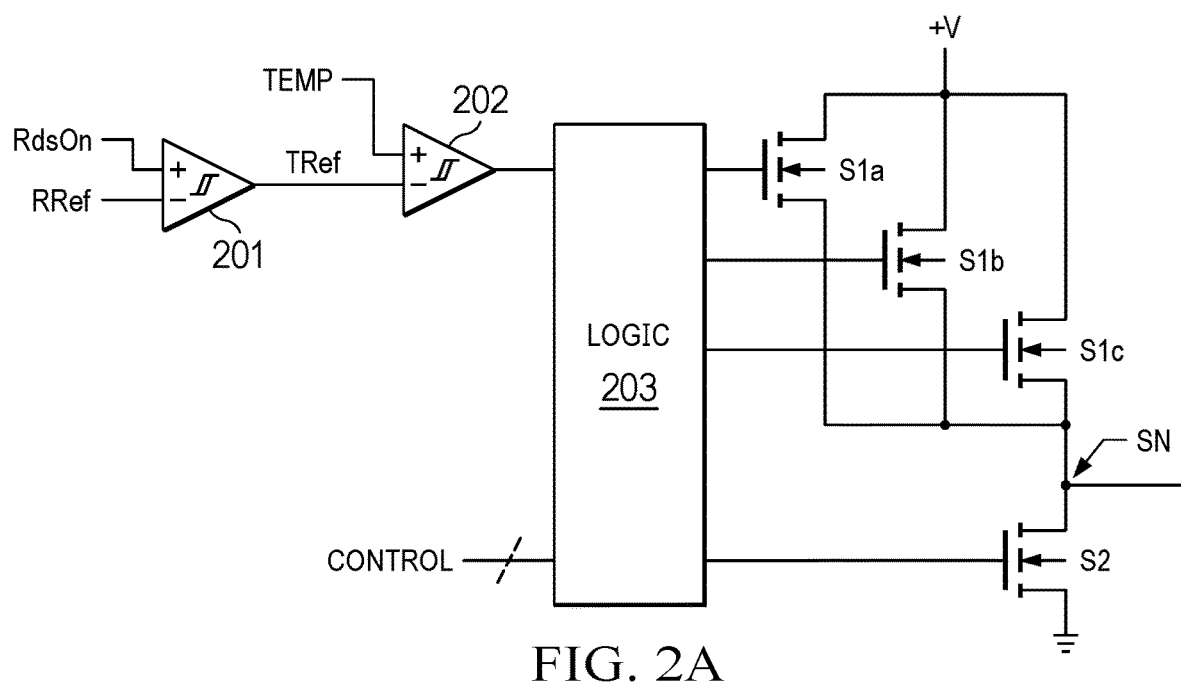 +V
TEMP
202
RdsOn
+
+
TRef
S1a
RRef
−
−
201
S1b
LOGIC
203
S1c
SN
CONTROL
S2
FIG. 2A